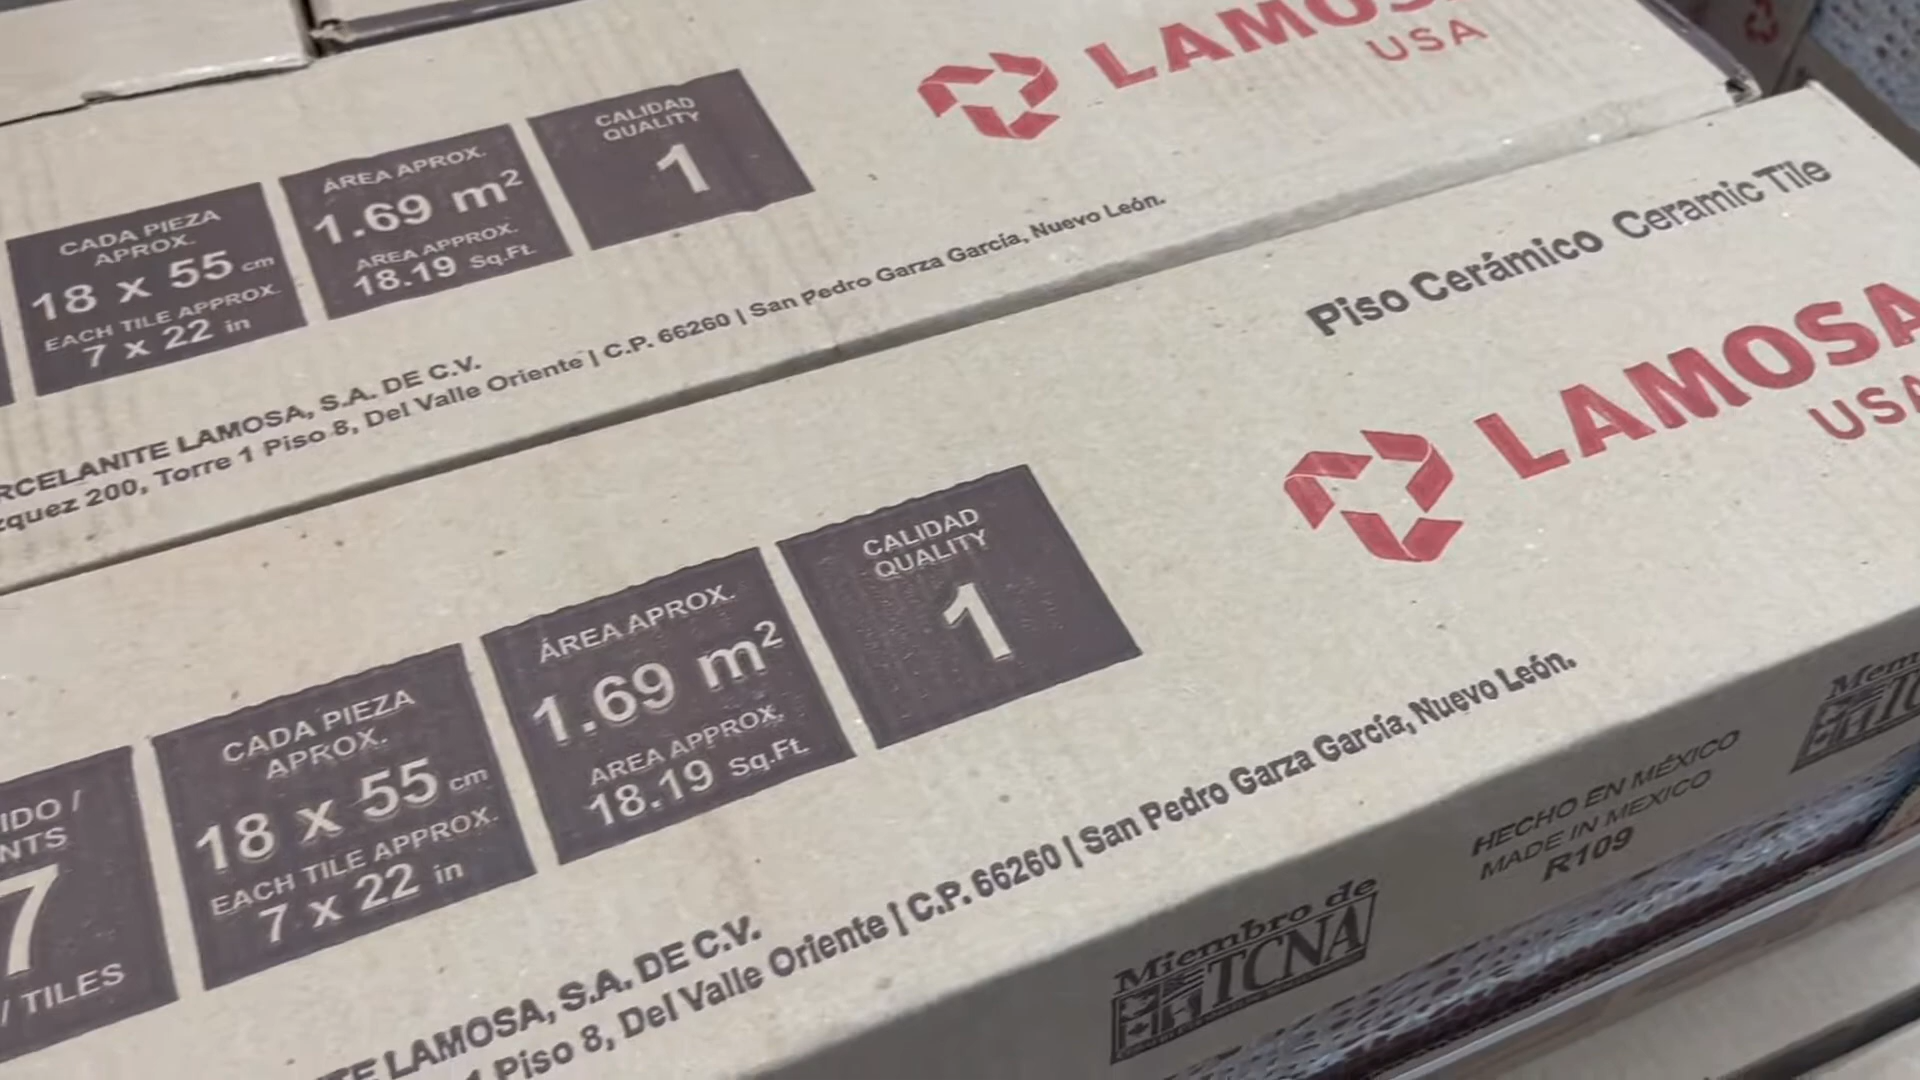 LAMOS
USA
CALIDAD
QUALITY
1
ÁREA APROX.
1.69 m²
AREA APPROX.
18.19 Sq.Ft.
CADA PIEZA
APROX.
18 x 55 cm
EACH TILE APPROX.
7 x 22 in
RCELANITE LAMOSA, S.A. DE C.V.
zquez 200, Torre 1 Piso 8, Del Valle Oriente | C.P. 66260 | San Pedro Garza García, Nuevo León.
Piso Cerámico Ceramic Tile
LAMOSA
USA
CALIDAD
QUALITY
1
ÁREA APROX.
1.69 m²
AREA APPROX.
18.19 Sq.Ft.
CADA PIEZA
APROX.
18 x 55 cm
EACH TILE APPROX.
7 x 22 in
IDO /
NTS
7
/ TILES
TE LAMOSA, S.A. DE C.V.
1 Piso 8, Del Valle Oriente | C.P. 66260 | San Pedro Garza García, Nuevo León.
HECHO EN MÉXICO
MADE IN MEXICO
R109
Miembro de
TCNA